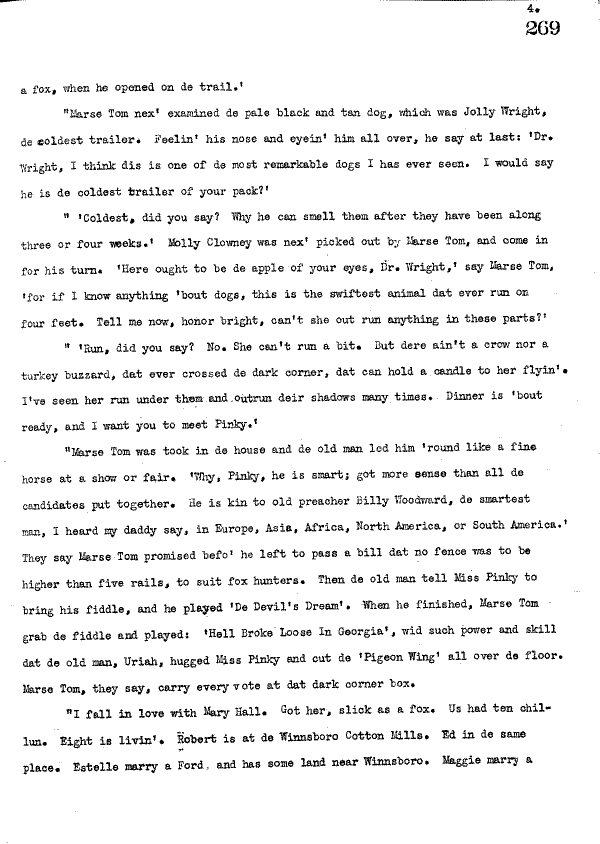 4.
269
a fox, when he opened on de trail.'
"Marse Tom nex' examined de pale black and tan dog, which was Jolly Wright,
de coldest trailer. Feelin' his nose and eyein' him all over, he say at last: 'Dr.
Wright, I think dis is one of de most remarkable dogs I has ever seen. I would say
he is de coldest trailer of your pack?'
" 'Coldest, did you say? Why he can smell them after they have been along
three or four weeks.' Molly Clowney was nex' picked out by Marse Tom, and come in
for his turn. 'Here ought to be de apple of your eyes, Dr. Wright,' say Marse Tom,
'for if I know anything 'bout dogs, this is the swiftest animal dat ever run on
four feet. Tell me now, honor bright, can't she out run anything in these parts?'
" 'Run, did you say? No. She can't run a bit. But dere ain't a crow nor a
turkey buzzard, dat ever crossed de dark corner, dat can hold a candle to her flyin'.
I've seen her run under them and outrun deir shadows many times. Dinner is 'bout
ready, and I want you to meet Pinky.'
"Marse Tom was took in de house and de old man led him 'round like a fine
horse at a show or fair. 'Why, Pinky, he is smart; got more sense than all de
candidates put together. He is kin to old preacher Billy Woodward, de smartest
man, I heard my daddy say, in Europe, Asia, Africa, North America, or South America.'
They say Marse Tom promised befo' he left to pass a bill dat no fence was to be
higher than five rails, to suit fox hunters. Then de old man tell Miss Pinky to
bring his fiddle, and he played 'De Devil's Dream'. When he finished, Marse Tom
grab de fiddle and played: 'Hell Broke Loose In Georgia', wid such power and skill
dat de old man, Uriah, hugged Miss Pinky and cut de 'Pigeon Wing' all over de floor.
Marse Tom, they say, carry every vote at dat dark corner box.
"I fall in love with Mary Hall. Got her, slick as a fox. Us had ten chil-
lun. Eight is livin'. Robert is at de Winnsboro Cotton Mills. Ed in de same
place. Estelle marry a Ford, and has some land near Winnsboro. Maggie marry a